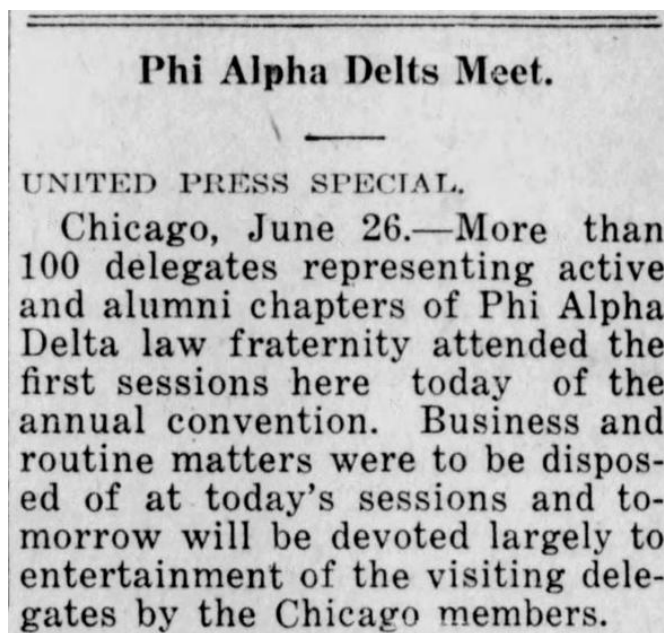 Phi Alpha Delts Meet.
UNITED PRESS SPECIAL.
Chicago, June 26.—More than
100 delegates representing active
and alumni chapters of Phi Alpha
Delta law fraternity attended the
first sessions here today of the
annual convention. Business and
routine matters were to be dispos-
ed of at today's sessions and to-
morrow will be devoted largely to
entertainment of the visiting dele-
gates by the Chicago members.